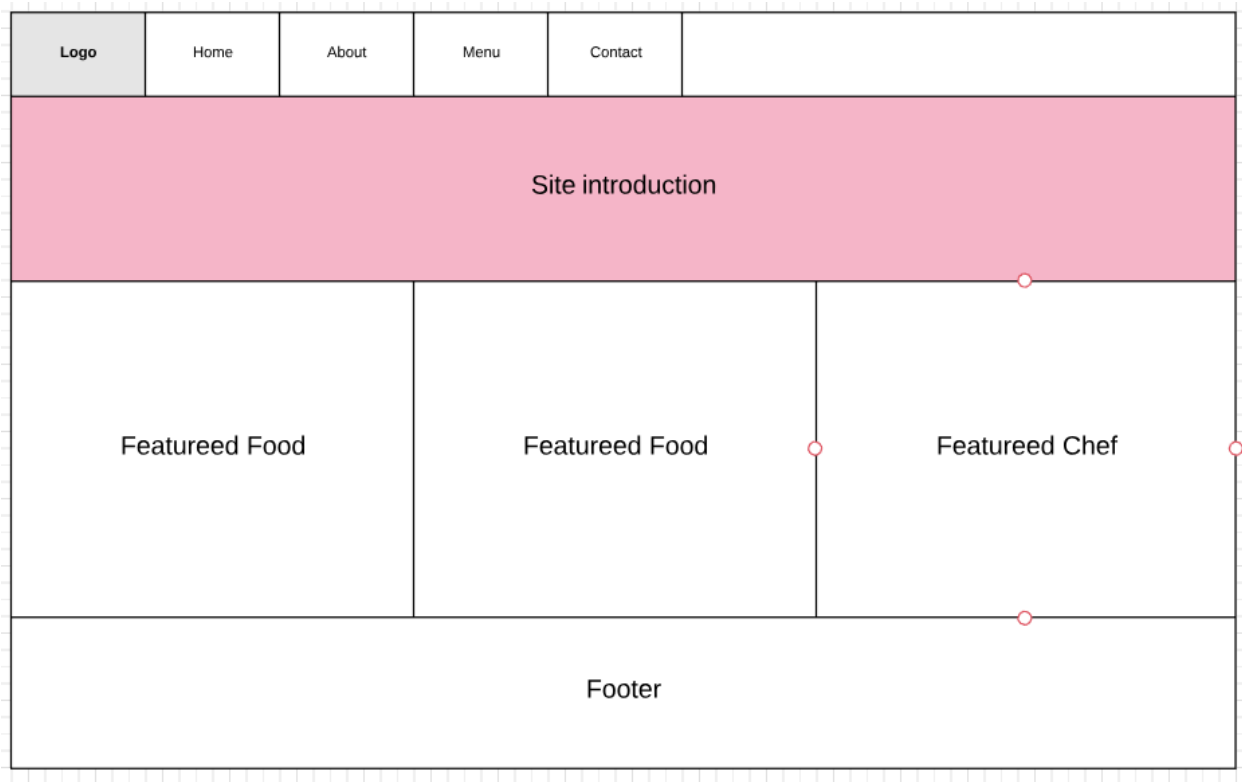 Logo
Home
About
Menu
Contact
Site introduction
Featureed Food
Featureed Food
Featureed Chef
Footer